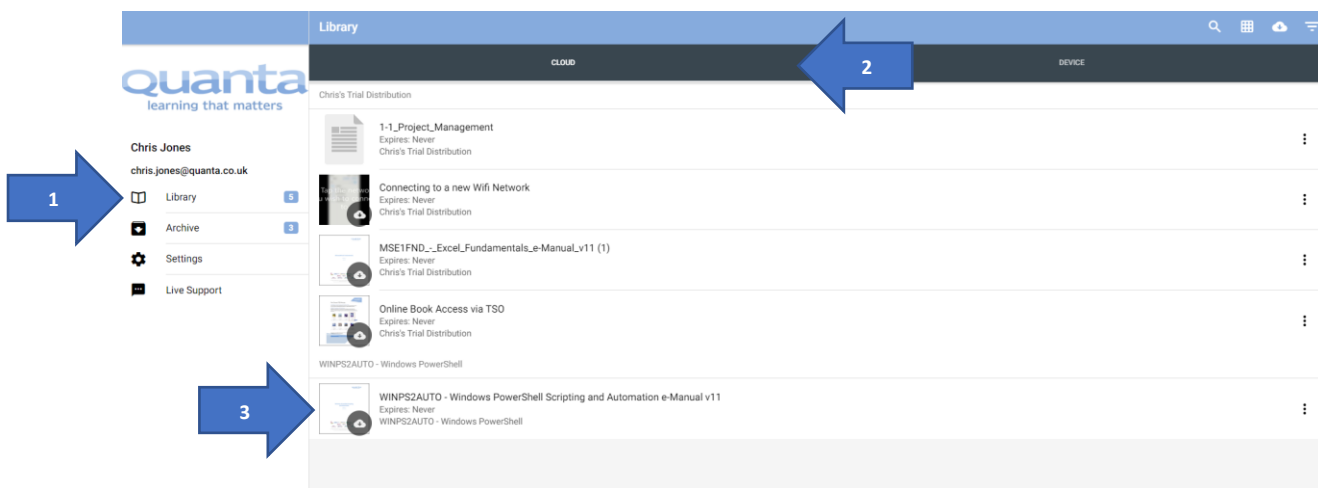 Library
CLOUD
DEVICE
2
Quanta
learning that matters
Chris Jones
chris.jones@quanta.co.uk
1
Library 5
Archive 3
Settings
Live Support
Chris's Trial Distribution
1-1_Project_Management
Expires: Never
Chris's Trial Distribution
Connecting to a new Wifi Network
Expires: Never
Chris's Trial Distribution
MSE1FND_-_Excel_Fundamentals_e-Manual_v11 (1)
Expires: Never
Chris's Trial Distribution
Online Book Access via TSO
Expires: Never
Chris's Trial Distribution
WINPS2AUTO - Windows PowerShell
3
WINPS2AUTO - Windows PowerShell Scripting and Automation e-Manual v11
Expires: Never
WINPS2AUTO - Windows PowerShell